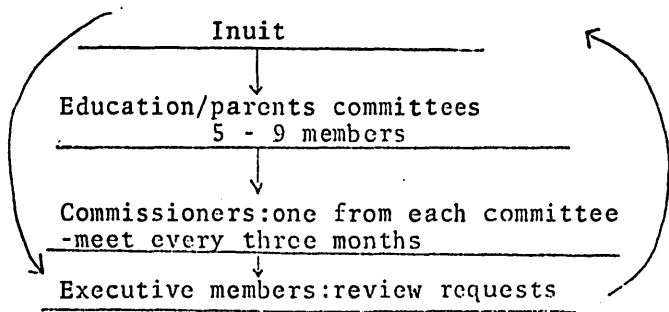 Inuit
Education/parents committees
5 - 9 members
Commissioners:one from each committee
-meet every three months
Executive members:review requests